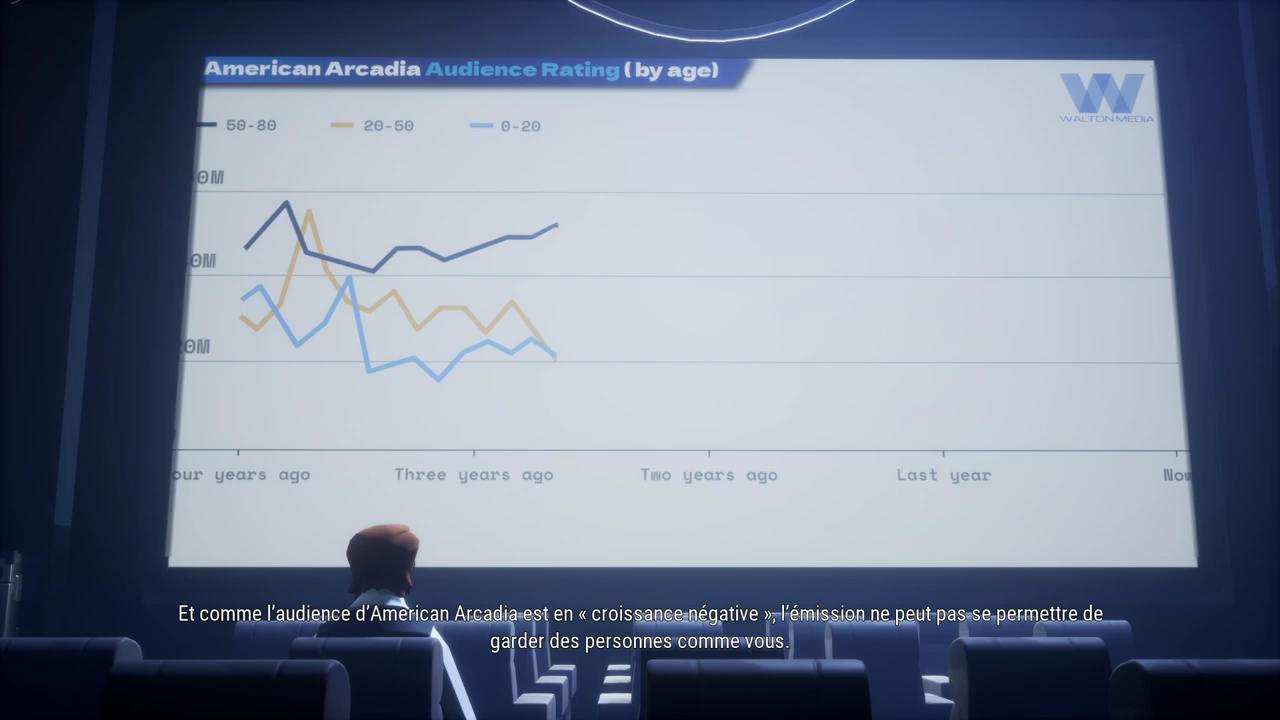 American Arcadia Audience Rating ( by age)
WALTON MEDIA
50-80 20-50 0-20
Three years ago Two years ago Last year Now
Et comme l'audience d'American Arcadia est en « croissance négative », l'émission ne peut pas se permettre de
garder des personnes comme vous.